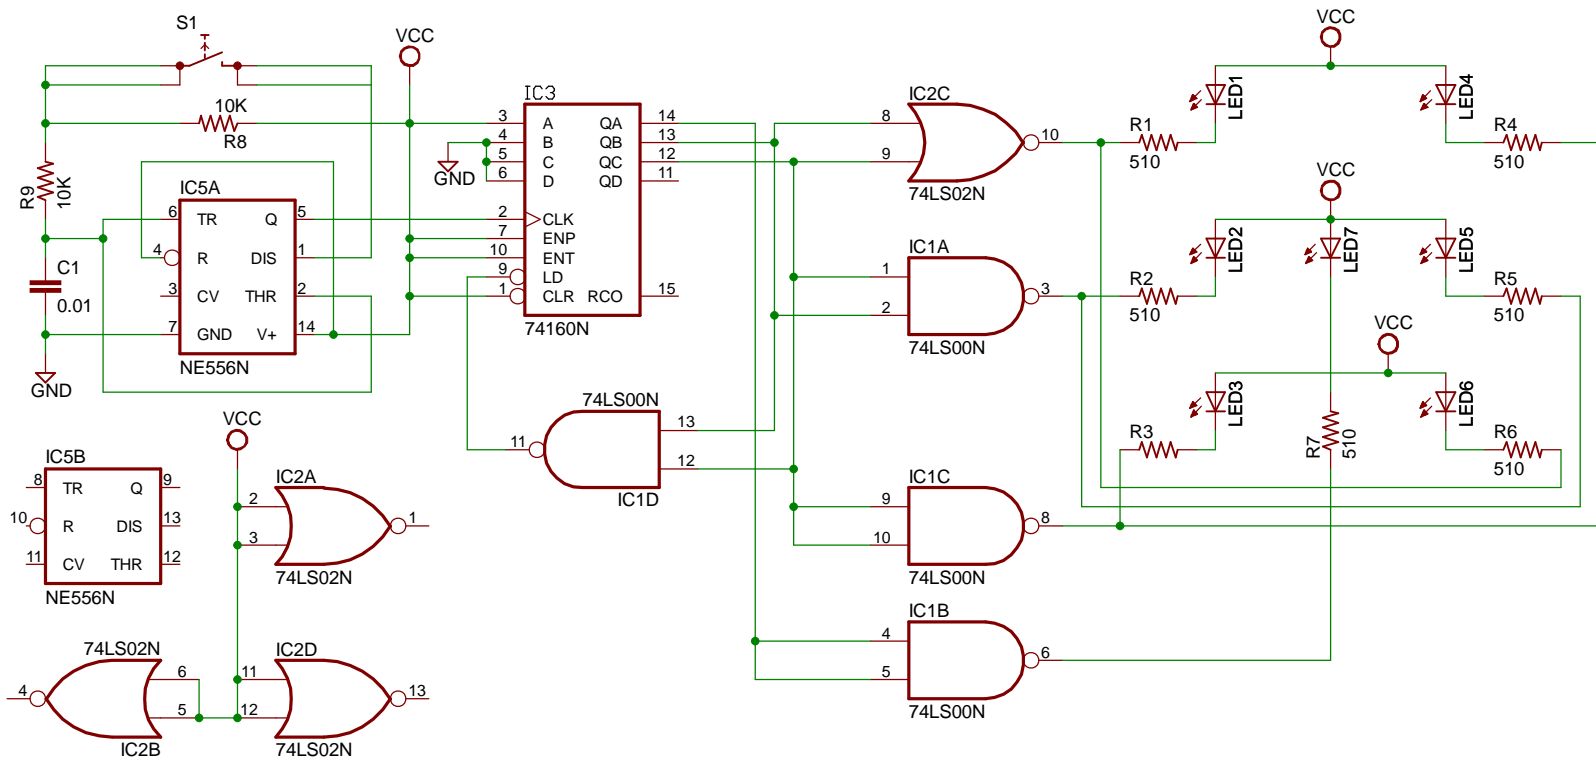 S1
VCC
10K
R8
R9
10K
IC5A
6 TR Q 5
4 R DIS 1
3 CV THR 2
7 GND V+ 14
NE556N
C1
0.01
GND
GND
IC3
3 A QA 14
4 B QB 13
5 C QC 12
6 D QD 11
2 CLK
7 ENP
10 ENT
9 LD
1 CLR RCO 15
74160N
IC2C
8
9
10
74LS02N
IC1A
1
2
3
74LS00N
74LS00N
11
13
12
IC1D
IC1C
9
10
8
74LS00N
IC1B
4
5
6
74LS00N
VCC
LED1
LED4
R1
510
R4
510
VCC
LED2
LED7
LED5
R2
510
R5
510
VCC
LED3
LED6
R3
R7
510
R6
510
VCC
IC5B
8 TR Q 9
10 R DIS 13
11 CV THR 12
NE556N
IC2A
2
3
1
74LS02N
74LS02N
4
6
5
IC2B
IC2D
11
12
13
74LS02N